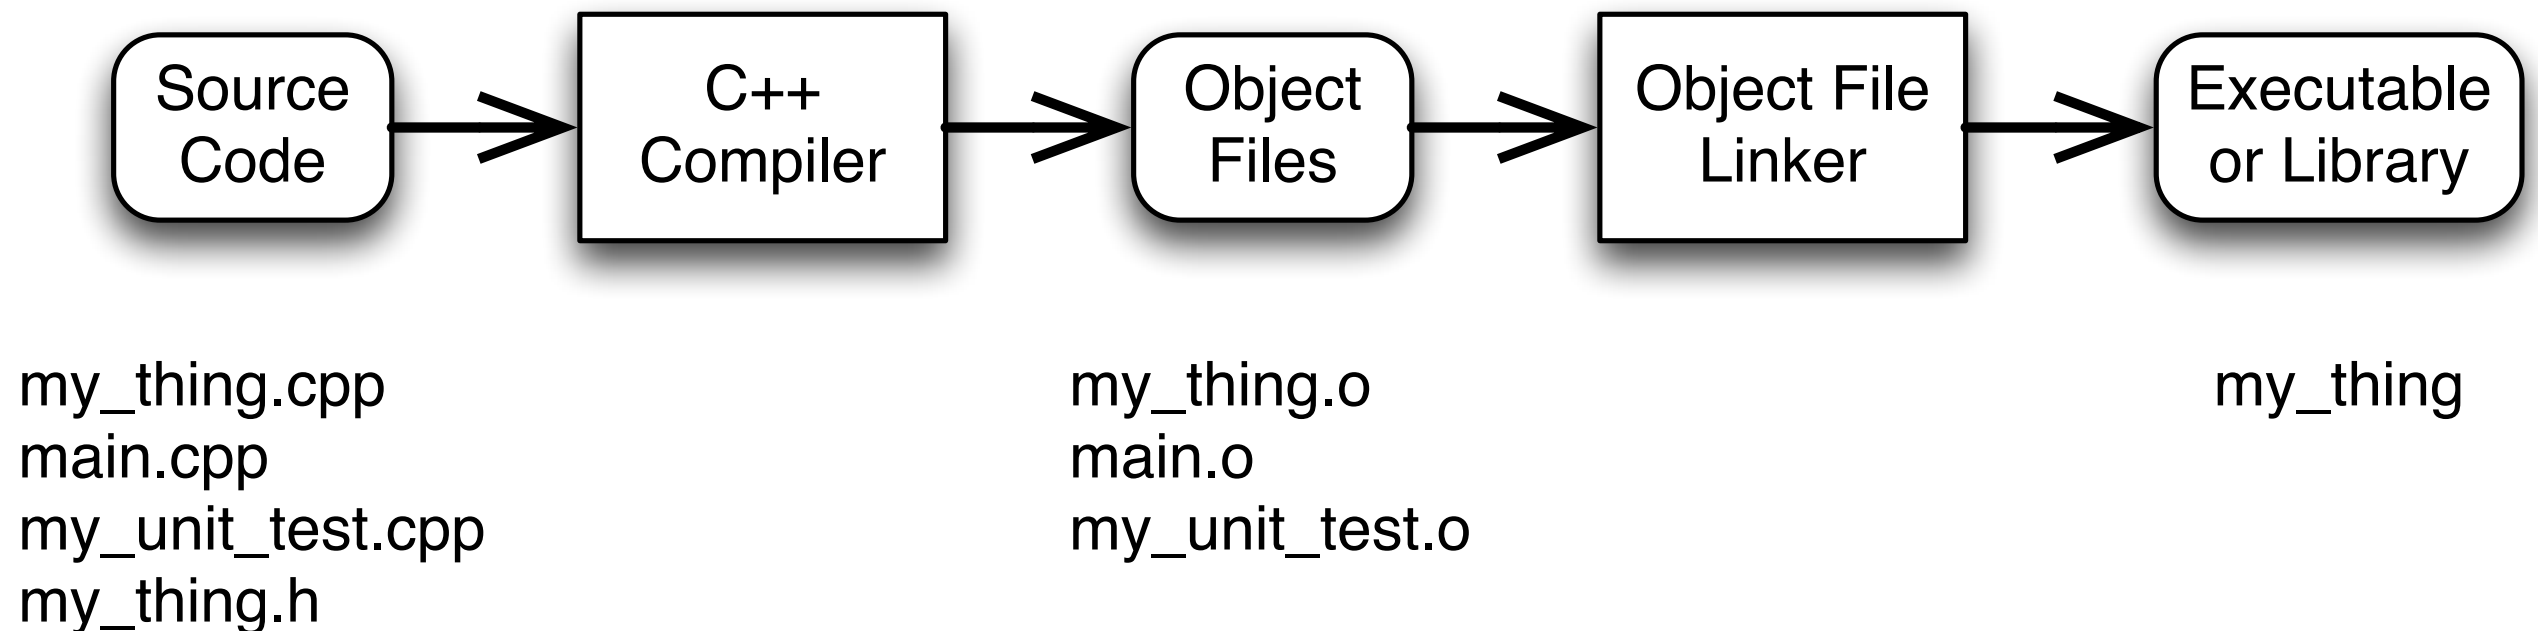 Source
Code
C++
Compiler
Object
Files
Object File
Linker
Executable
or Library
my_thing.cpp
main.cpp
my_unit_test.cpp
my_thing.h
my_thing.o
main.o
my_unit_test.o
my_thing